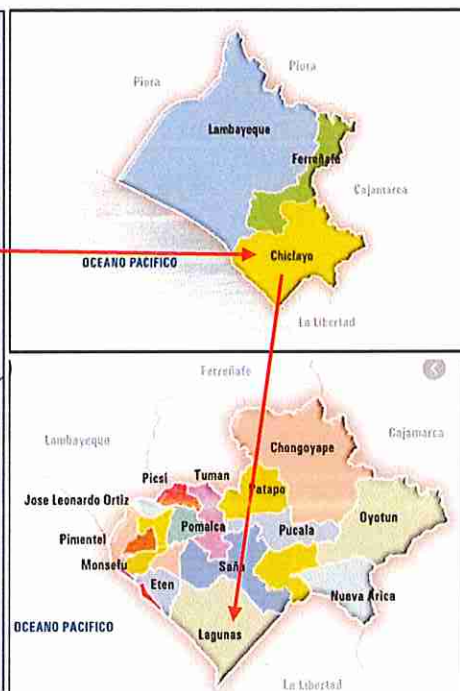 Piura
Piura
Lambayeque
Ferreñafe
Cajamarca
Chiclayo
OCEANO PACIFICO
La Libertad
Ferreñafe
Lambayeque
Cajamarca
Chongoyape
Picsi
Tuman
Patapo
Jose Leonardo Ortiz
Oyotun
Pomalca
Pucala
Pimentel
Monsefu
Saña
Eten
Nueva Arica
OCEANO PACIFICO
Lagunas
La Libertad